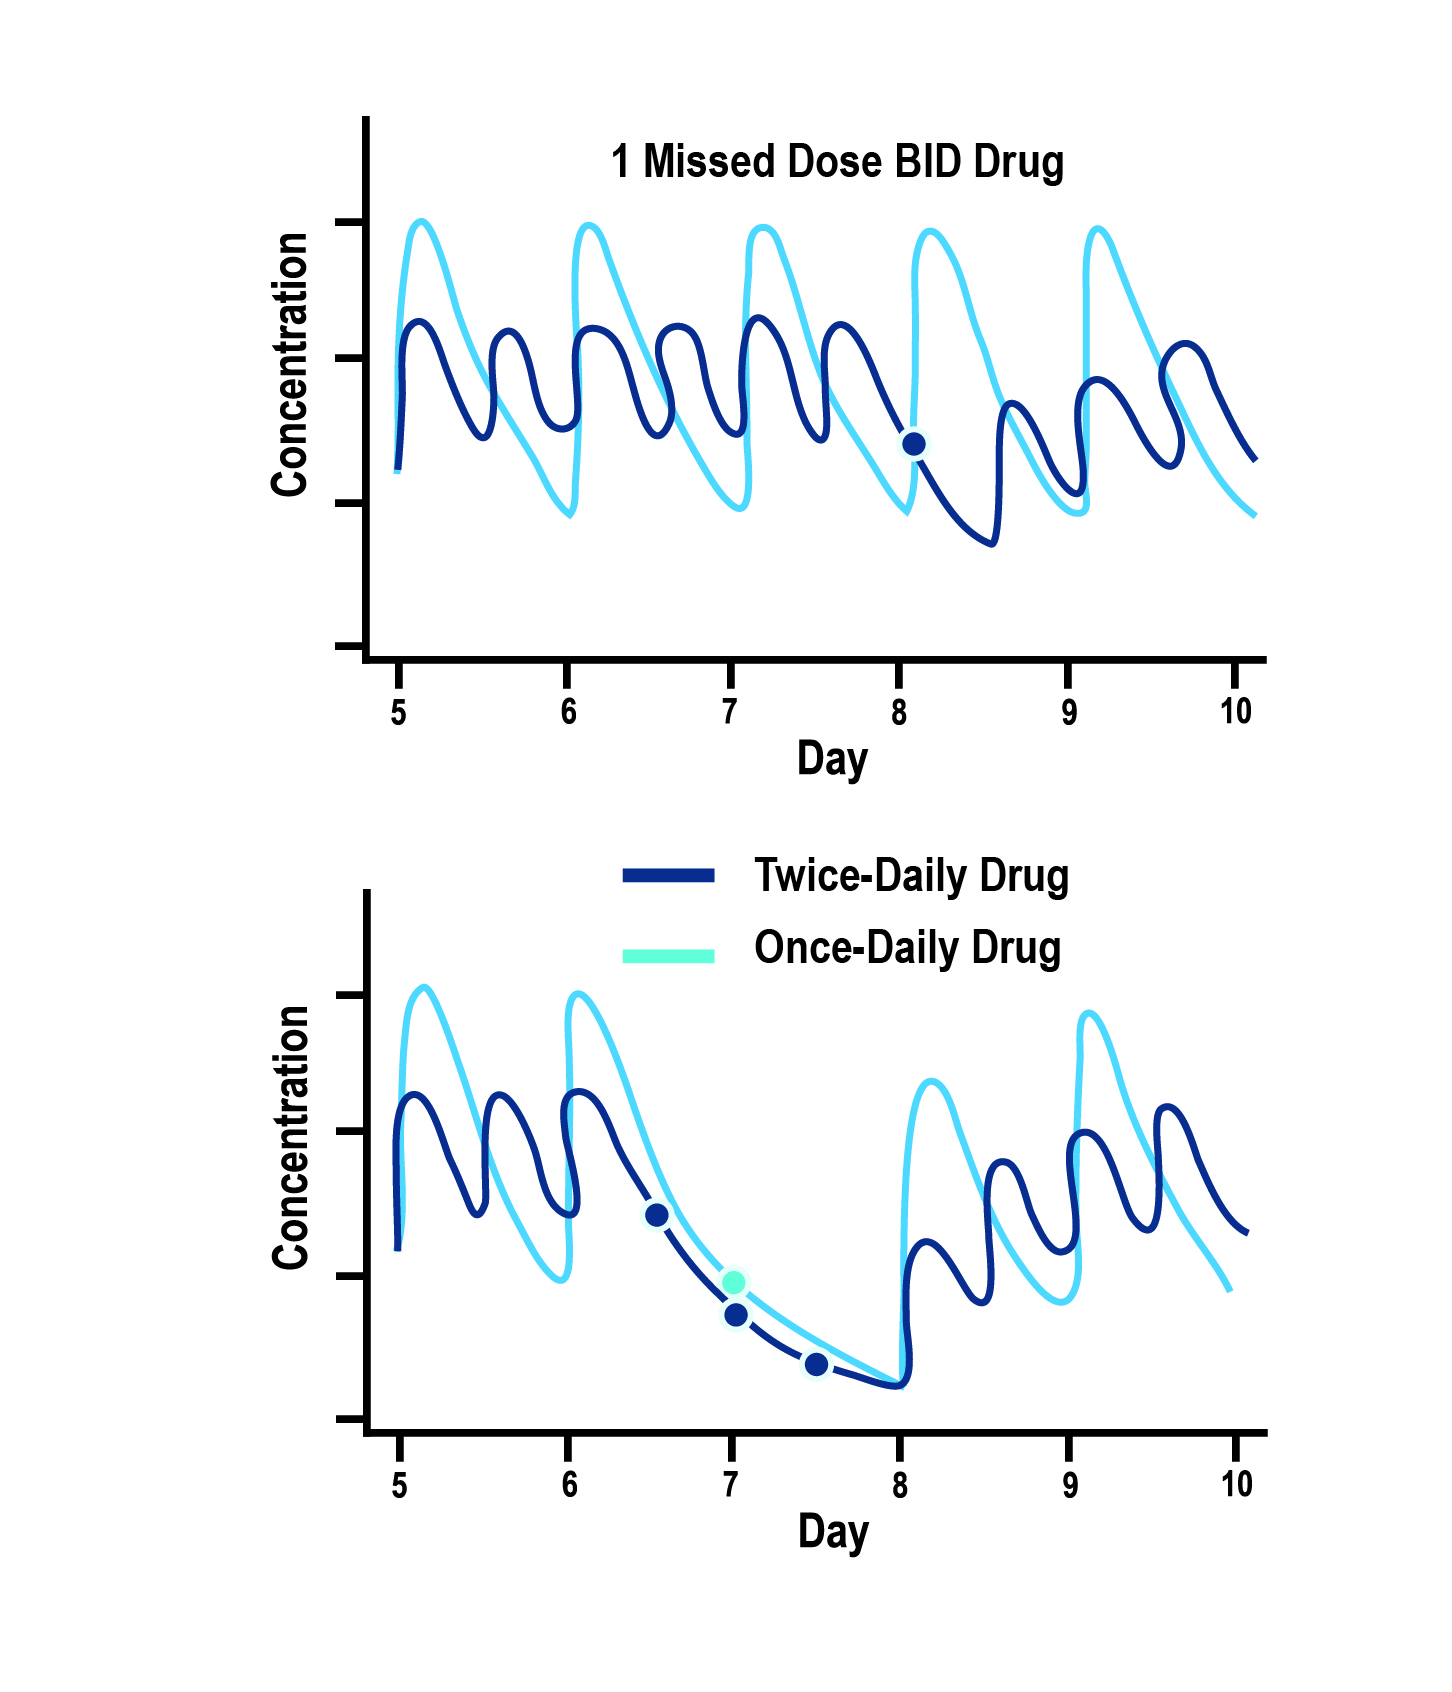 1 Missed Dose BID Drug
Concentration
5 6 7 8 9 10
Day
Twice-Daily Drug
Once-Daily Drug
Concentration
5 6 7 8 9 10
Day